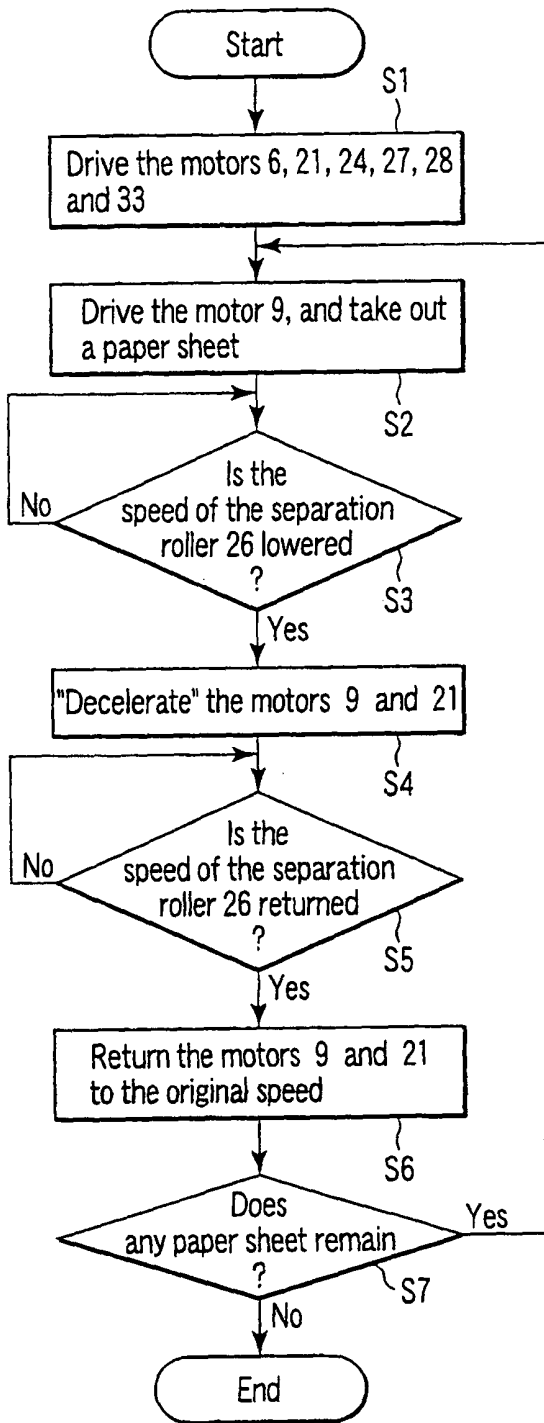 Start
S1
Drive the motors 6, 21, 24, 27, 28
and 33
Drive the motor 9, and take out
a paper sheet
S2
Is the
speed of the separation
roller 26 lowered
?
No
S3
Yes
"Decelerate" the motors 9 and 21
S4
Is the
speed of the separation
roller 26 returned
?
No
S5
Yes
Return the motors 9 and 21
to the original speed
S6
Does
any paper sheet remain
?
Yes
S7
No
End